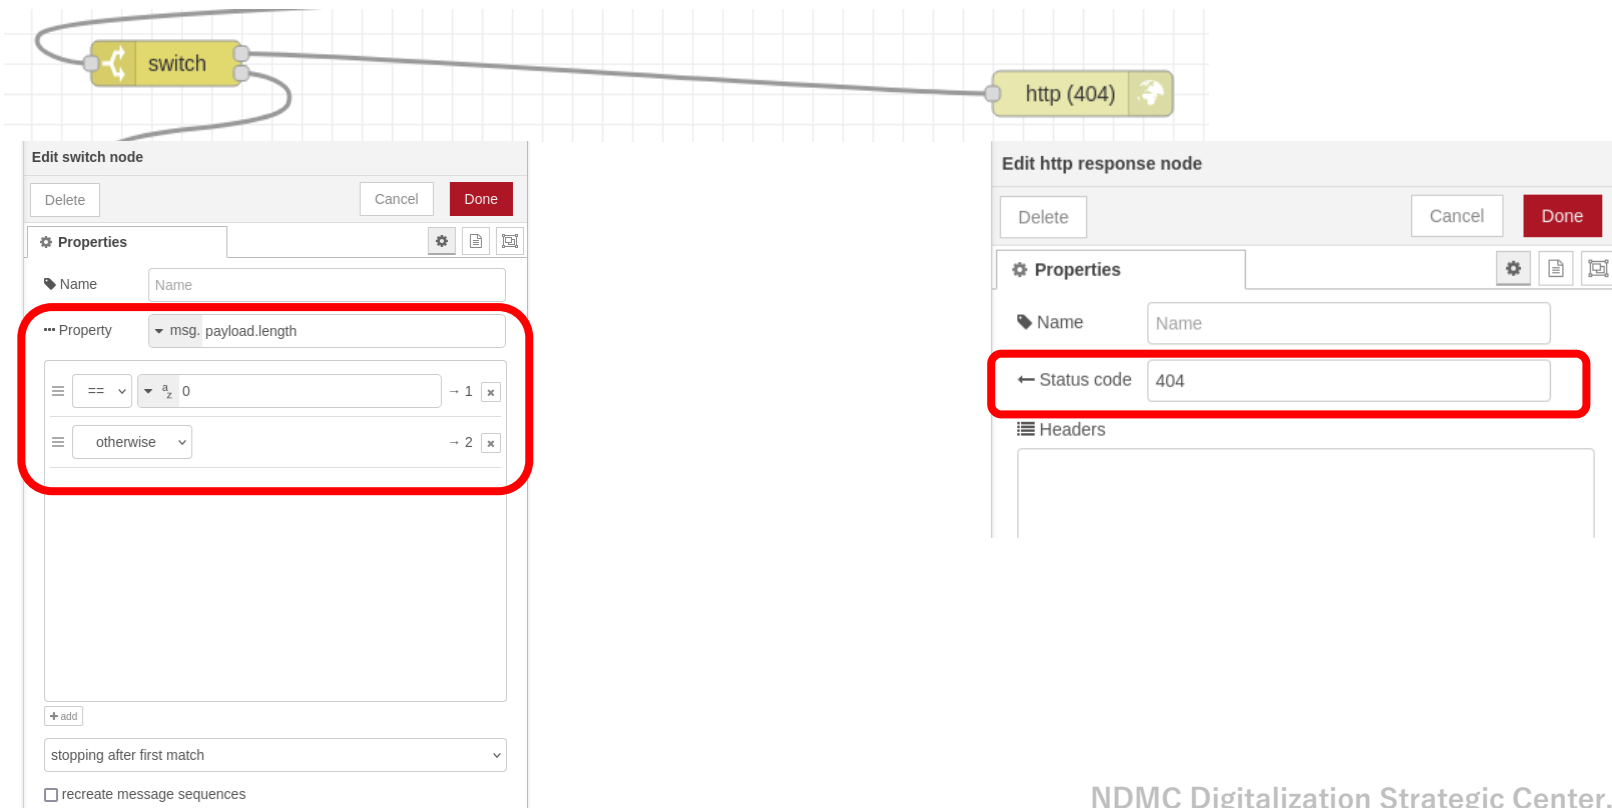 switch
http (404)
Edit switch node
Delete
Cancel
Done
Properties
Name
Name
Property
msg. payload.length
== a z 0 → 1 x
otherwise → 2 x
+ add
stopping after first match
recreate message sequences
Edit http response node
Delete
Cancel
Done
Properties
Name
Name
Status code
404
Headers
NDMC Digitalization Strategic Center.